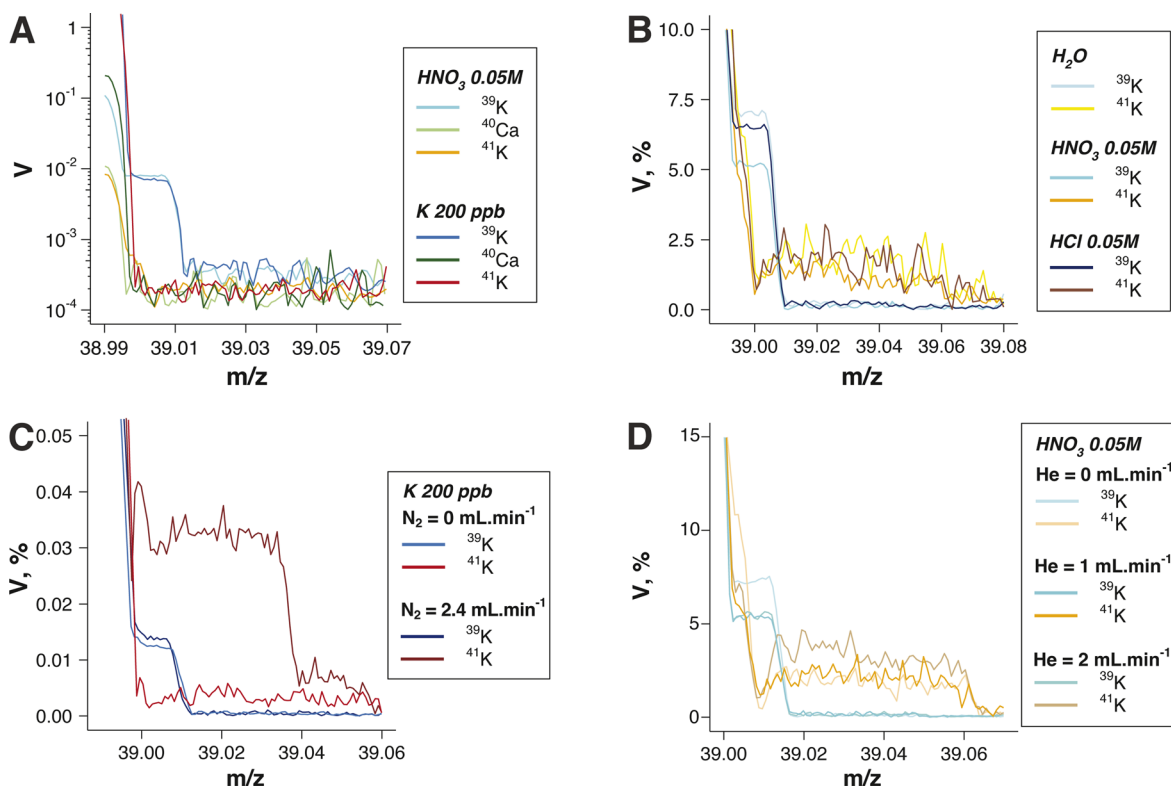 A
1
10⁻¹
10⁻²
10⁻³
10⁻⁴
V
38.99 39.01 39.03 39.05 39.07
m/z
HNO₃ 0.05M
³⁹K
⁴⁰Ca
⁴¹K
K 200 ppb
³⁹K
⁴⁰Ca
⁴¹K
B
10.0
7.5
5.0
2.5
0.0
V, %
39.00 39.02 39.04 39.06 39.08
m/z
H₂O
³⁹K
⁴¹K
HNO₃ 0.05M
³⁹K
⁴¹K
HCl 0.05M
³⁹K
⁴¹K
C
0.05
0.04
0.03
0.02
0.01
0.00
V, %
39.00 39.02 39.04 39.06
m/z
K 200 ppb
N₂ = 0 mL.min⁻¹
³⁹K
⁴¹K
N₂ = 2.4 mL.min⁻¹
³⁹K
⁴¹K
D
15
10
5
0
V, %
39.00 39.02 39.04 39.06
m/z
HNO₃ 0.05M
He = 0 mL.min⁻¹
³⁹K
⁴¹K
He = 1 mL.min⁻¹
³⁹K
⁴¹K
He = 2 mL.min⁻¹
³⁹K
⁴¹K